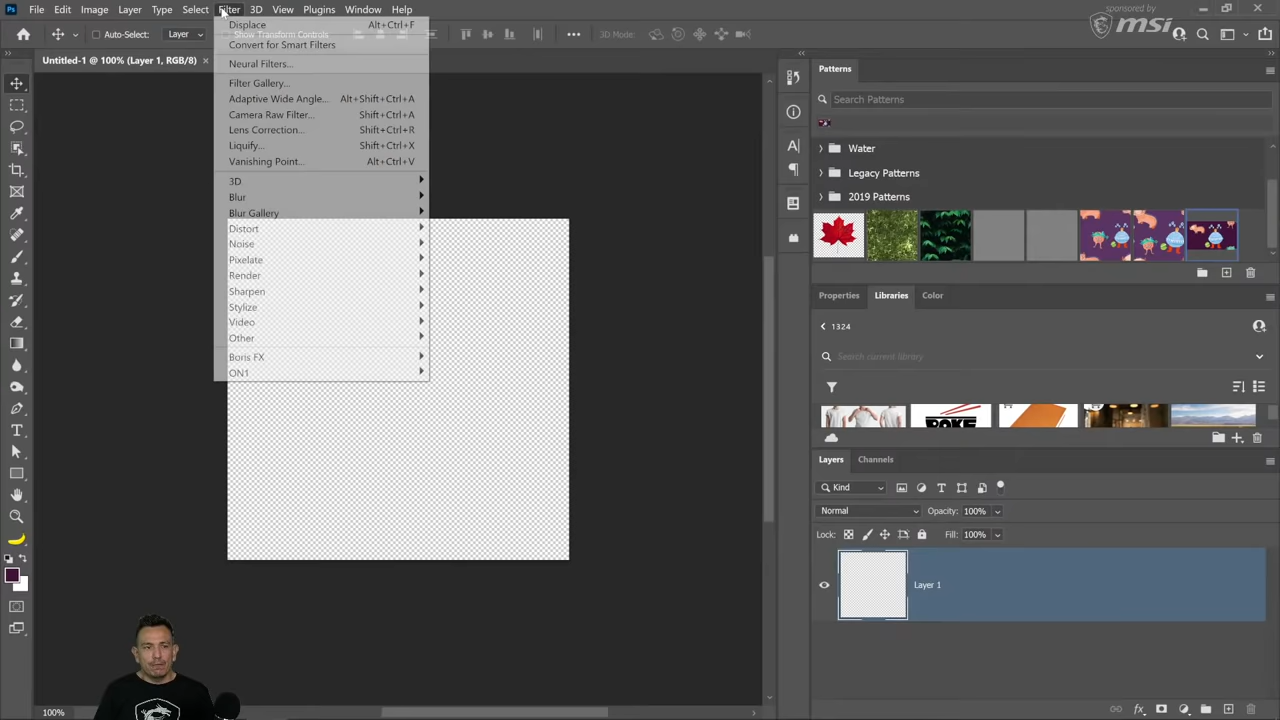 Ps File Edit Image Layer Type Select Filter 3D View Plugins Window Help
sponsored by
msi
Auto-Select: Layer Show Transform Controls 3D Mode:
Untitled-1 @ 100% (Layer 1, RGB/8) ×
Displace Alt+Ctrl+F
Convert for Smart Filters
Neural Filters...
Filter Gallery...
Adaptive Wide Angle... Alt+Shift+Ctrl+A
Camera Raw Filter... Shift+Ctrl+A
Lens Correction... Shift+Ctrl+R
Liquify... Shift+Ctrl+X
Vanishing Point... Alt+Ctrl+V
3D
Blur
Blur Gallery
Distort
Noise
Pixelate
Render
Sharpen
Stylize
Video
Other
Boris FX
ON1
Patterns
Search Patterns
Water
Legacy Patterns
2019 Patterns
Properties Libraries Color
1324
Search current library
POKE
Layers Channels
Kind
Normal Opacity: 100%
Lock: Fill: 100%
Layer 1
100%